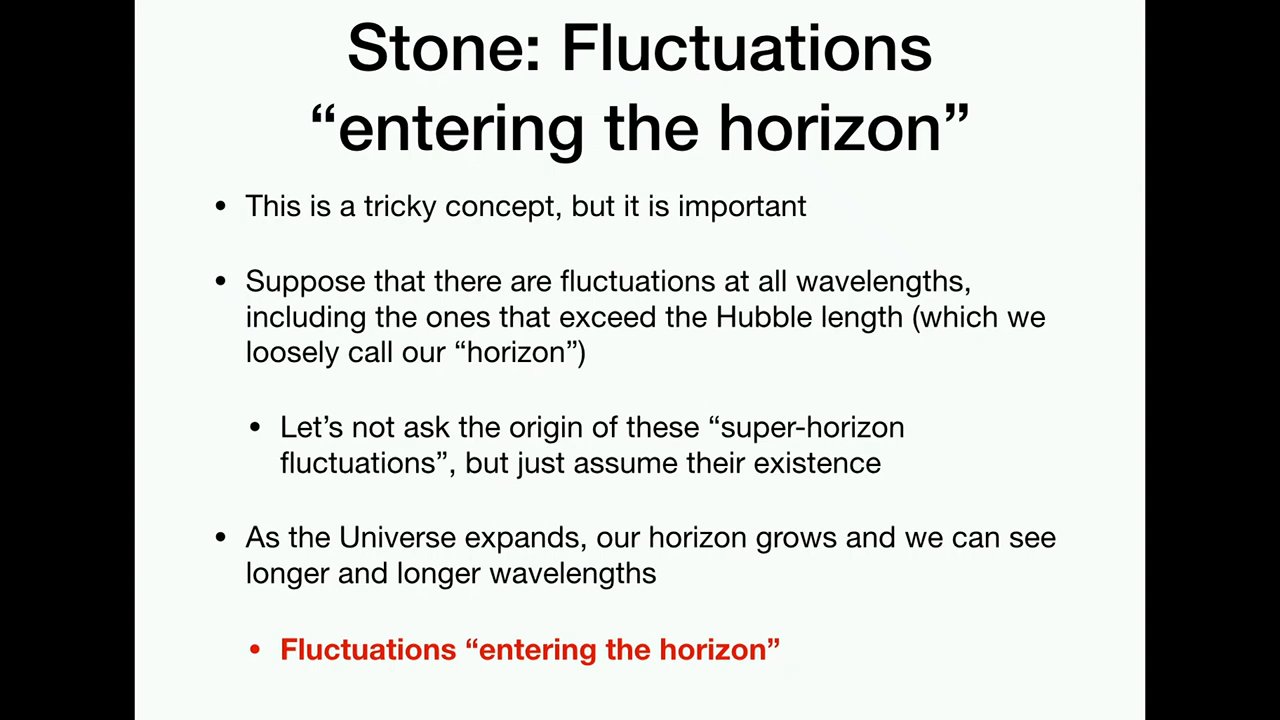 Stone: Fluctuations
“entering the horizon”
• This is a tricky concept, but it is important
• Suppose that there are fluctuations at all wavelengths,
including the ones that exceed the Hubble length (which we
loosely call our “horizon”)
• Let’s not ask the origin of these “super-horizon
fluctuations”, but just assume their existence
• As the Universe expands, our horizon grows and we can see
longer and longer wavelengths
• Fluctuations “entering the horizon”